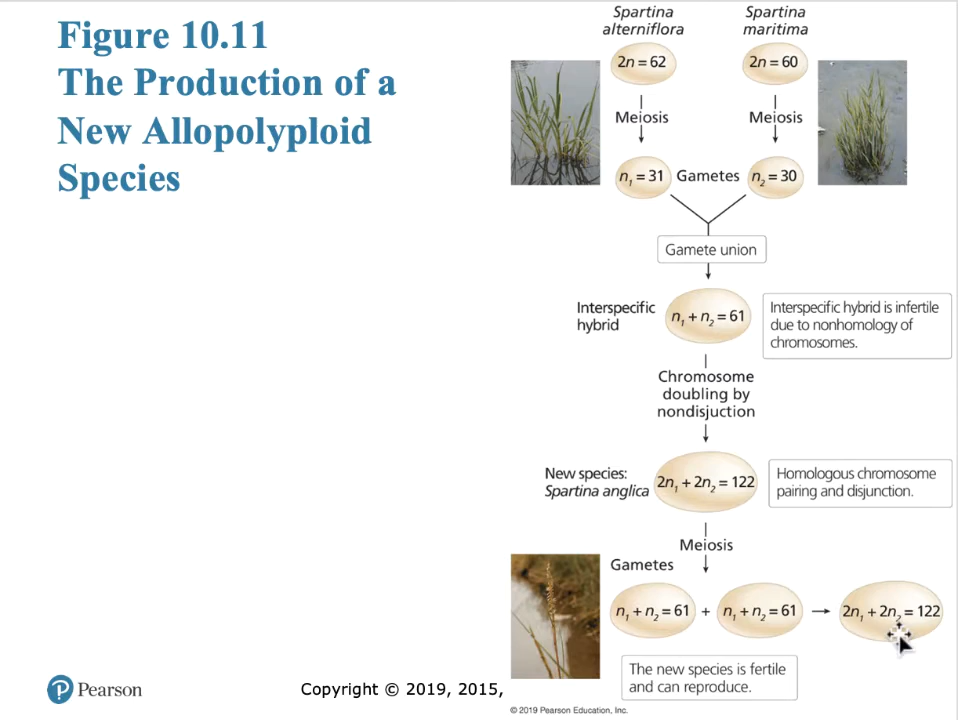 Figure 10.11
The Production of a
New Allopolyploid
Species
Spartina
alterniflora
Spartina
maritima
2n = 62
2n = 60
Meiosis
Meiosis
n₁ = 31
Gametes
n₂ = 30
Gamete union
Interspecific
hybrid
n₁ + n₂ = 61
Interspecific hybrid is infertile
due to nonhomology of
chromosomes.
Chromosome
doubling by
nondisjuction
New species:
Spartina anglica
2n₁ + 2n₂ = 122
Homologous chromosome
pairing and disjunction.
Meiosis
Gametes
n₁ + n₂ = 61 + n₁ + n₂ = 61 → 2n₁ + 2n₂ = 122
The new species is fertile
and can reproduce.
P Pearson
Copyright © 2019, 2015,
© 2019 Pearson Education, Inc.